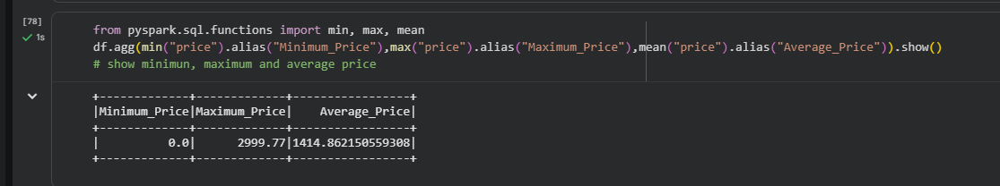 [78]
1s
from pyspark.sql.functions import min, max, mean
df.agg(min("price").alias("Minimum_Price"),max("price").alias("Maximum_Price"),mean("price").alias("Average_Price")).show()
# show minimun, maximum and average price
+-------------+-------------+-----------------+
|Minimum_Price|Maximum_Price|    Average_Price|
+-------------+-------------+-----------------+
|          0.0|      2999.77|1414.862150559308|
+-------------+-------------+-----------------+